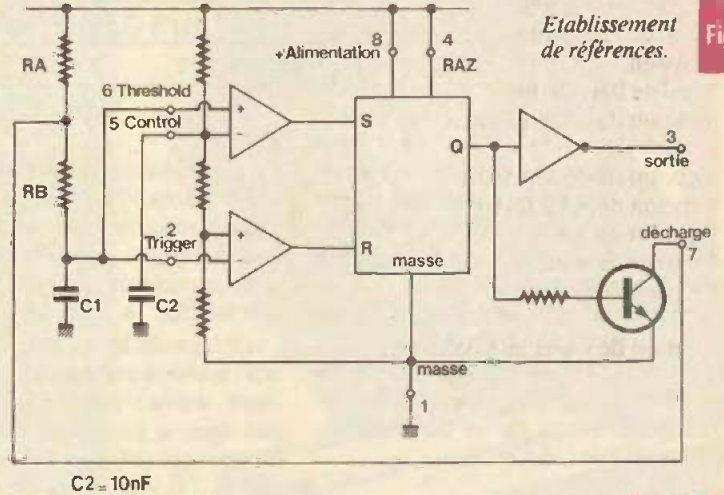 Etablissement
de références.
Fi
8
4
+Alimentation
RAZ
RA
6 Threshold
5 Control
+
-
S
Q
3
sortie
RB
2
Trigger
+
-
R
masse
décharge
7
C1
C2
masse
1
C2 = 10nF